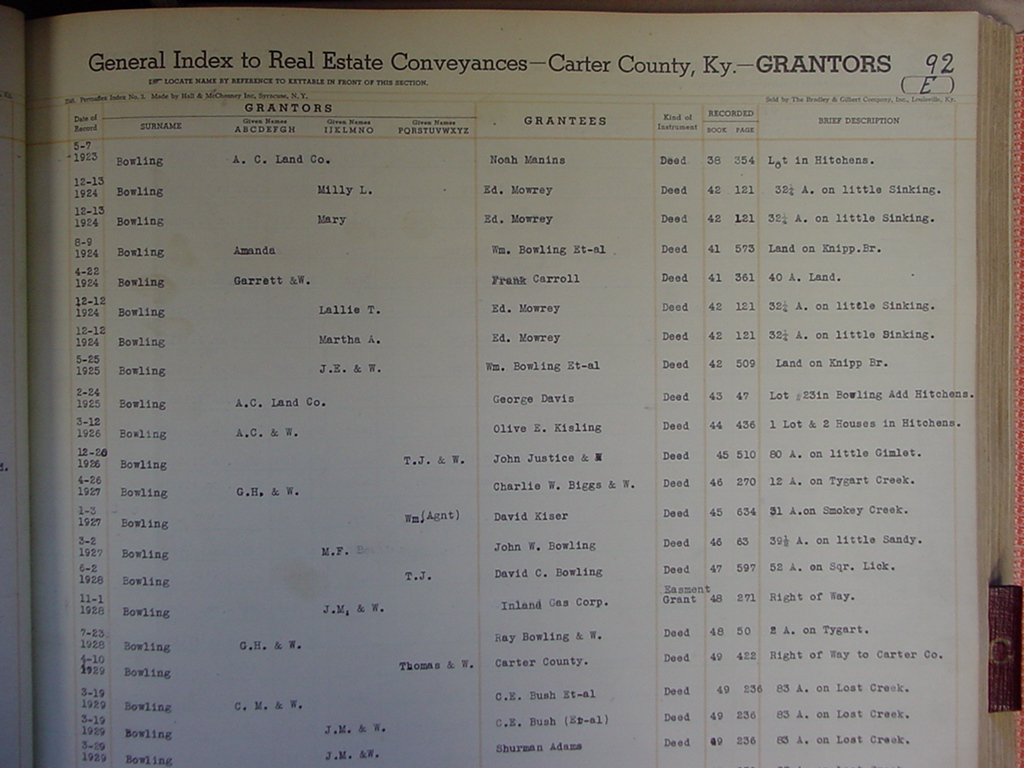 General Index to Real Estate Conveyances—Carter County, Ky.—GRANTORS 92
E
☞ LOCATE NAME BY REFERENCE TO KEYTABLE IN FRONT OF THIS SECTION.
Permaflex Index No. 3. Made by Hall & McChesney Inc, Syracuse, N. Y. Sold by The Bradley & Gilbert Company, Inc., Louisville, Ky.
Date of Record GRANTORS SURNAME Given Names ABCDEFGH Given Names IJKLMNO Given Names PQRSTUVWXYZ GRANTEES Kind of Instrument RECORDED BOOK PAGE BRIEF DESCRIPTION
5-7 1923 Bowling A. C. Land Co. Noah Manins Deed 38 354 Lot in Hitchens.
12-13 1924 Bowling Milly L. Ed. Mowrey Deed 42 121 32¼ A. on little Sinking.
12-13 1924 Bowling Mary Ed. Mowrey Deed 42 121 32¼ A. on little Sinking.
8-9 1924 Bowling Amanda Wm. Bowling Et-al Deed 41 573 Land on Knipp.Br.
4-22 1924 Bowling Garrett &W. Frank Carroll Deed 41 361 40 A. Land.
12-12 1924 Bowling Lallie T. Ed. Mowrey Deed 42 121 32¼ A. on little Sinking.
12-12 1924 Bowling Martha A. Ed. Mowrey Deed 42 121 32¼ A. on little Binking.
5-25 1925 Bowling J.E. & W. Wm. Bowling Et-al Deed 42 509 Land on Knipp Br.
2-24 1925 Bowling A.C. Land Co. George Davis Deed 43 47 Lot #23in Bowling Add Hitchens.
3-12 1926 Bowling A.C. & W. Olive E. Kisling Deed 44 436 1 Lot & 2 Houses in Hitchens.
12-20 1926 Bowling T.J. & W. John Justice & W Deed 45 510 80 A. on little Gimlet.
4-26 1927 Bowling G.H. & W. Charlie W. Biggs & W. Deed 46 270 12 A. on Tygart Creek.
1-3 1927 Bowling Wm(Agnt) David Kiser Deed 45 634 31 A.on Smokey Creek.
3-2 1927 Bowling M.F. John W. Bowling Deed 46 63 39½ A. on little Sandy.
6-2 1928 Bowling T.J. David C. Bowling Deed 47 597 52 A. on Sqr. Lick.
11-1 1928 Bowling J.M. & W. Inland Gas Corp. Easment Grant 48 271 Right of Way.
7-23 1928 Bowling G.H. & W. Ray Bowling & W. Deed 48 50 2 A. on Tygart.
4-10 1929 Bowling Thomas & W. Carter County. Deed 49 422 Right of Way to Carter Co.
3-19 1929 Bowling C. M. & W. C.E. Bush Et-al Deed 49 236 83 A. on Lost Creek.
3-19 1929 Bowling J.M. & W. C.E. Bush (Et-al) Deed 49 236 83 A. on Lost Creek.
3-29 1929 Bowling J.M. &W. Shurman Adams Deed 49 236 83 A. on Lost Creek.